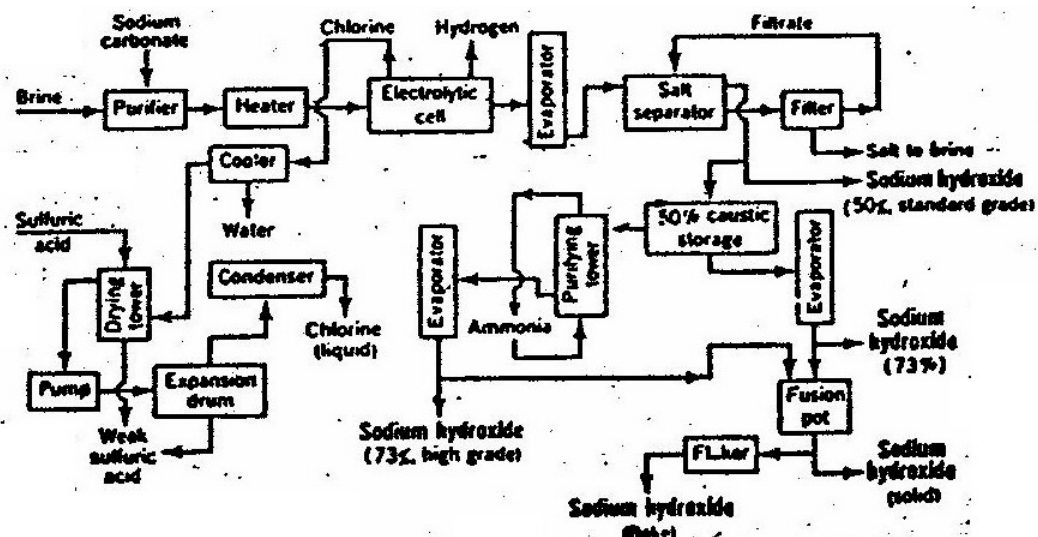 Sodium
carbonate
Chlorine
Hydrogen
Filtrate
Brine
Purifier
Heater
Electrolytic
cell
Evaporator
Salt
separator
Filter
Salt to brine
Sodium hydroxide
(50%, standard grade)
Cooler
Water
Sulfuric
acid
Drying
tower
Condenser
Chlorine
(liquid)
Pump
Expansion
drum
Weak
sulfuric
acid
Evaporator
Purifying
tower
Ammonia
50% caustic
storage
Evaporator
Sodium
hydroxide
(73%)
Fusion
pot
Sodium hydroxide
(73%, high grade)
Sodium
hydroxide
(solid)
Sodium hydroxide